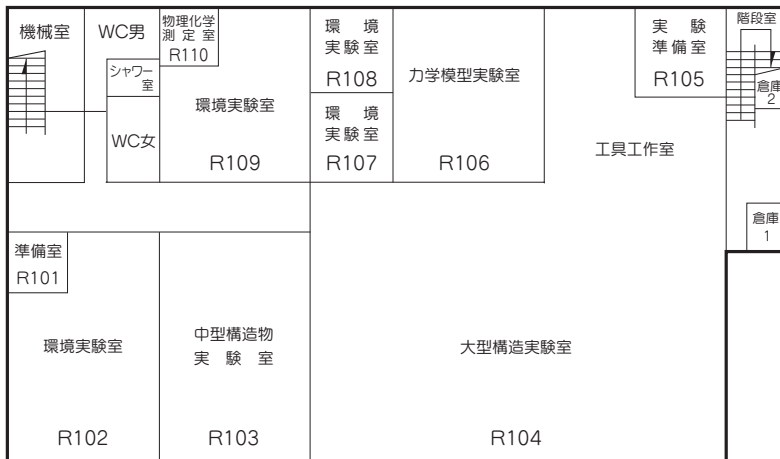 機械室
WC男
シャワー
室
WC女
物理化学
測定室
R110
環境実験室
R109
環境
実験室
R108
環境
実験室
R107
力学模型実験室
R106
実験
準備室
R105
階段室
倉庫
2
工具工作室
倉庫
1
準備室
R101
環境実験室
R102
中型構造物
実験室
R103
大型構造実験室
R104